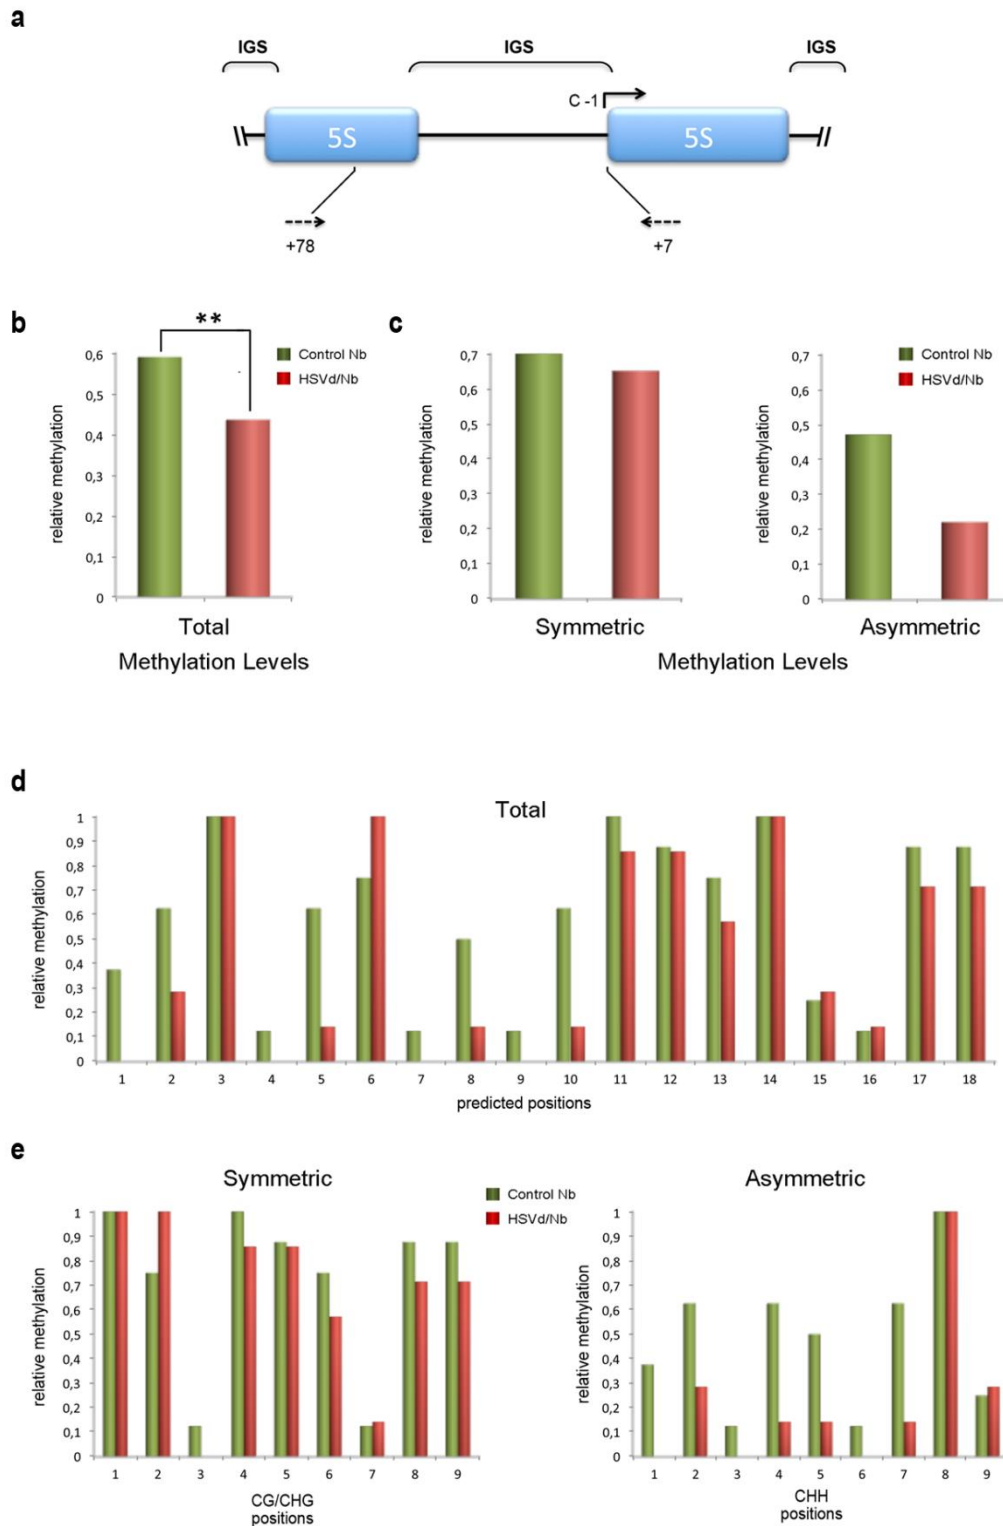 a
IGS IGS IGS
C -1
5S 5S
+78 +7
b
**
0,6
0,5
0,4
0,3
0,2
0,1
0
relative methylation
Control Nb
HSVd/Nb
Total
Methylation Levels
c
0,7
0,6
0,5
0,4
0,3
0,2
0,1
0
relative methylation
Symmetric
0,7
0,6
0,5
0,4
0,3
0,2
0,1
0
relative methylation
Control Nb
HSVd/Nb
Asymmetric
Methylation Levels
d
Total
1
0,9
0,8
0,7
0,6
0,5
0,4
0,3
0,2
0,1
0
relative methylation
1 2 3 4 5 6 7 8 9 10 11 12 13 14 15 16 17 18
predicted positions
e
Symmetric
1
0,9
0,8
0,7
0,6
0,5
0,4
0,3
0,2
0,1
0
relative methylation
1 2 3 4 5 6 7 8 9
CG/CHG
positions
Control Nb
HSVd/Nb
Asymmetric
1
0,9
0,8
0,7
0,6
0,5
0,4
0,3
0,2
0,1
0
relative methylation
1 2 3 4 5 6 7 8 9
CHH
positions